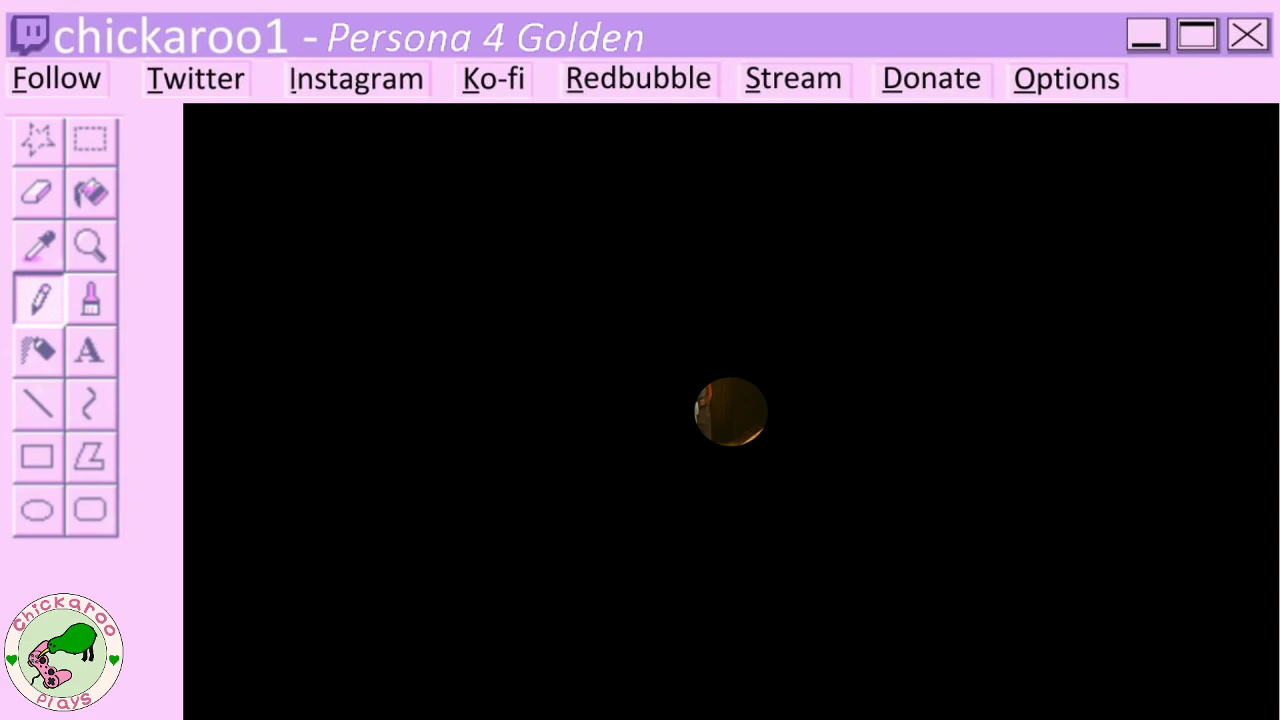 chickaroo1 - Persona 4 Golden
Follow Twitter Instagram Ko-fi Redbubble Stream Donate Options
A
Chickaroo
plays